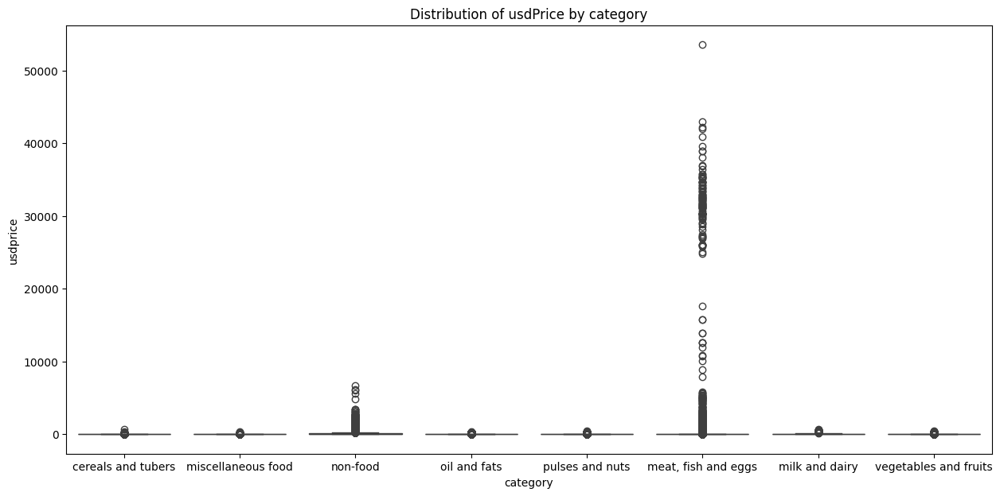 Distribution of usdPrice by category
usdprice
50000
40000
30000
20000
10000
0
cereals and tubers miscellaneous food non-food oil and fats pulses and nuts meat, fish and eggs milk and dairy vegetables and fruits
category